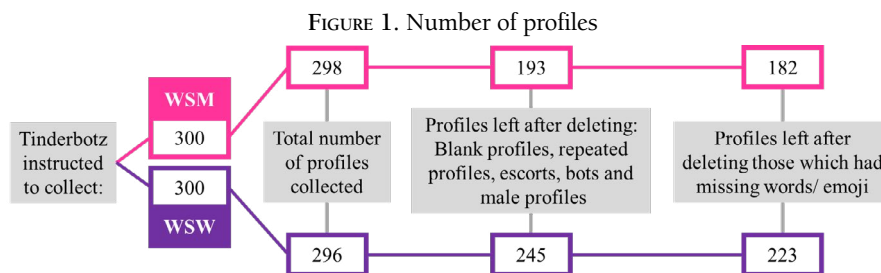 FIGURE 1. Number of profiles
298
193
182
WSM
300
Tinderbotz
instructed
to collect:
Total number
of profiles
collected
Profiles left after deleting:
Blank profiles, repeated
profiles, escorts, bots and
male profiles
Profiles left after
deleting those which had
missing words/ emoji
300
WSW
296
245
223